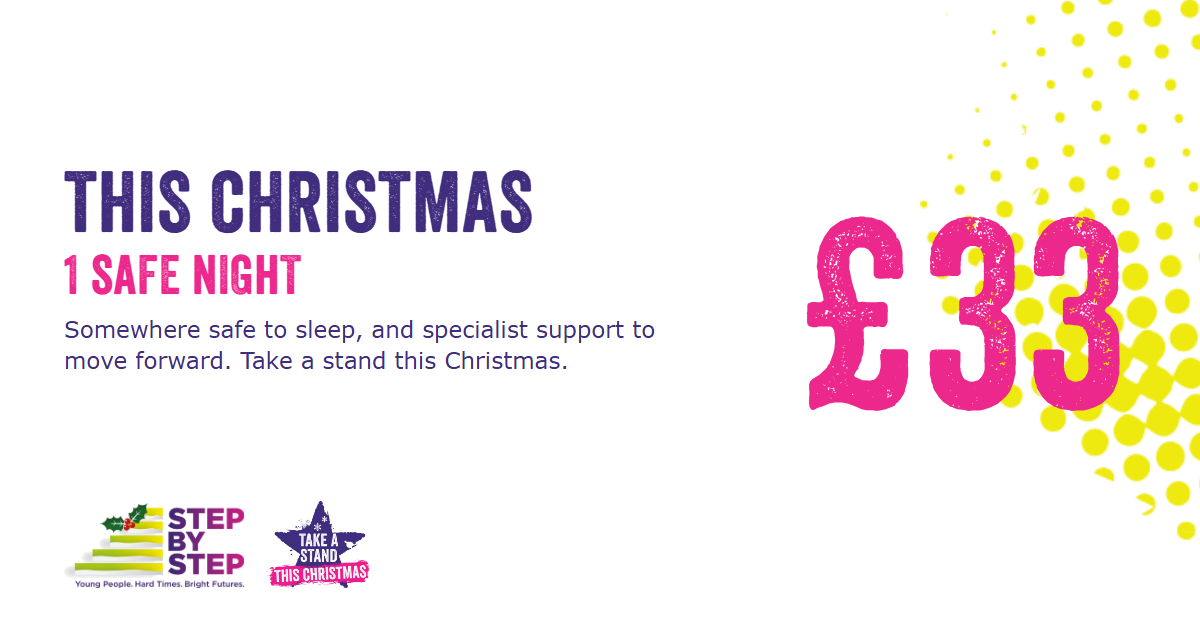 THIS CHRISTMAS
1 SAFE NIGHT
Somewhere safe to sleep, and specialist support to
move forward. Take a stand this Christmas.
£33
STEP
BY
STEP
Young People. Hard Times. Bright Futures.
TAKE A
STAND
THIS CHRISTMAS